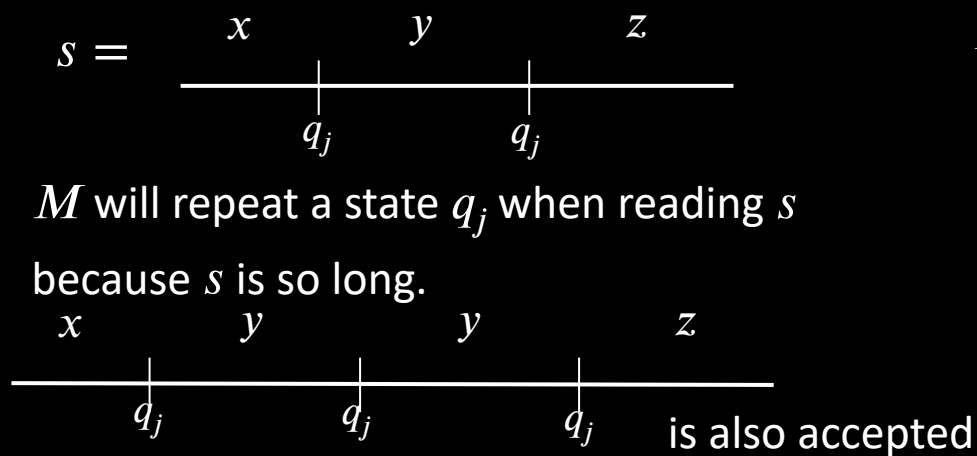 x y z
s =
q_j q_j
M will repeat a state q_j when reading s
because s is so long.
x y y z
q_j q_j q_j is also accepted